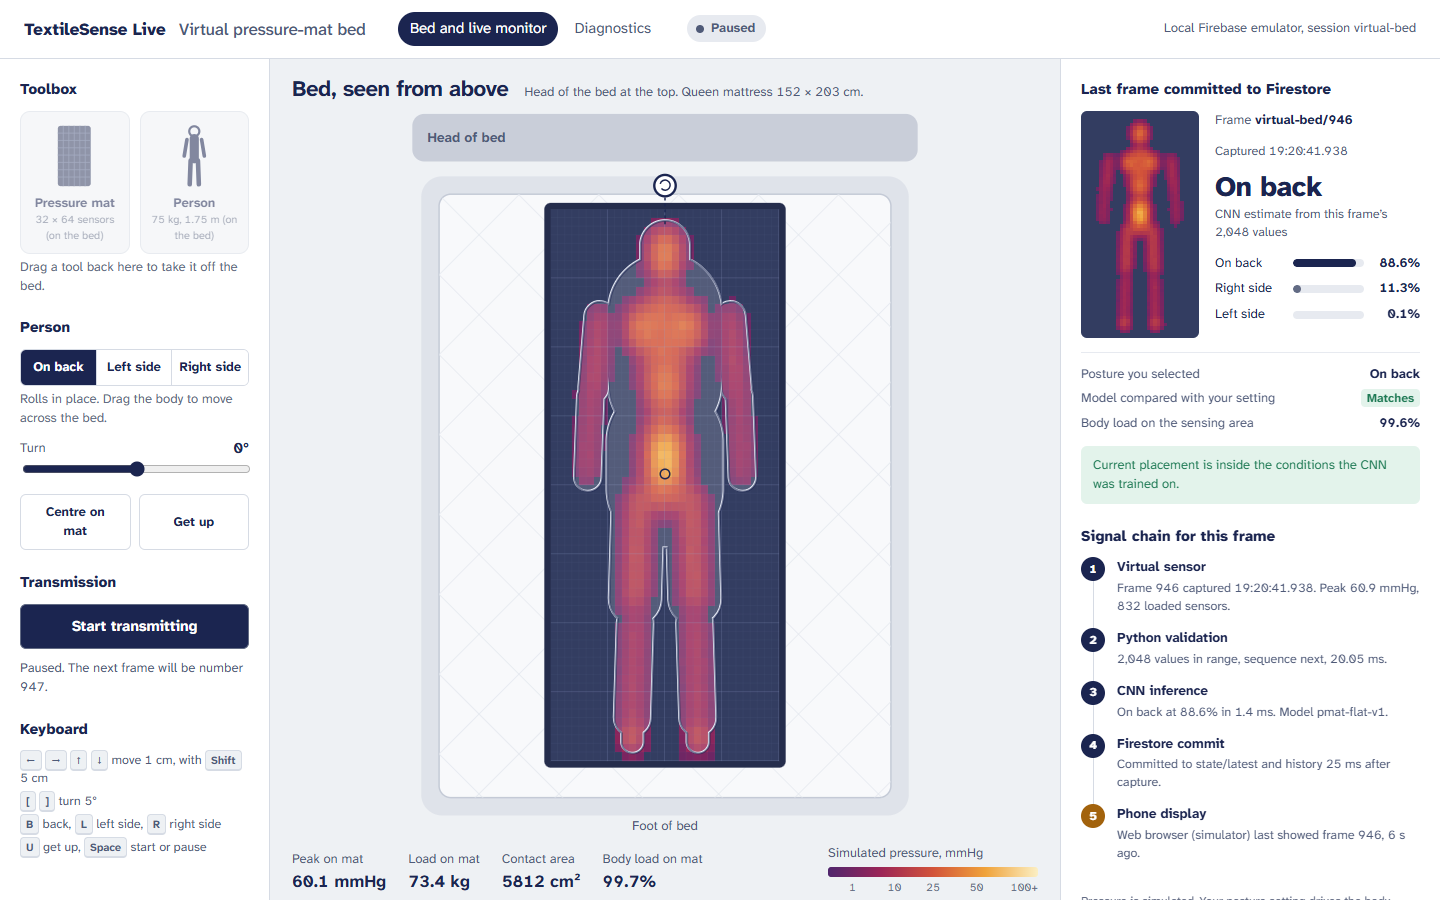 TextileSense Live Virtual pressure-mat bed
Bed and live monitor
Diagnostics
Paused
Local Firebase emulator, session virtual-bed
Toolbox
Pressure mat
32 × 64 sensors
(on the bed)
Person
75 kg, 1.75 m (on
the bed)
Drag a tool back here to take it off the
bed.
Person
On back
Left side
Right side
Rolls in place. Drag the body to move
across the bed.
Turn 0°
Centre on
mat
Get up
Transmission
Start transmitting
Paused. The next frame will be number
947.
Keyboard
← → ↑ ↓ move 1 cm, with Shift
5 cm
[ ] turn 5°
B back, L left side, R right side
U get up, Space start or pause
Bed, seen from above Head of the bed at the top. Queen mattress 152 × 203 cm.
Head of bed
Foot of bed
Peak on mat
60.1 mmHg
Load on mat
73.4 kg
Contact area
5812 cm²
Body load on mat
99.7%
Simulated pressure, mmHg
1 10 25 50 100+
Last frame committed to Firestore
Frame virtual-bed/946
Captured 19:20:41.938
On back
CNN estimate from this frame's
2,048 values
On back 88.6%
Right side 11.3%
Left side 0.1%
Posture you selected On back
Model compared with your setting Matches
Body load on the sensing area 99.6%
Current placement is inside the conditions the CNN
was trained on.
Signal chain for this frame
1 Virtual sensor
Frame 946 captured 19:20:41.938. Peak 60.9 mmHg,
832 loaded sensors.
2 Python validation
2,048 values in range, sequence next, 20.05 ms.
3 CNN inference
On back at 88.6% in 1.4 ms. Model pmat-flat-v1.
4 Firestore commit
Committed to state/latest and history 25 ms after
capture.
5 Phone display
Web browser (simulator) last showed frame 946, 6 s
ago.
Pressure is simulated. Your posture setting drives the body